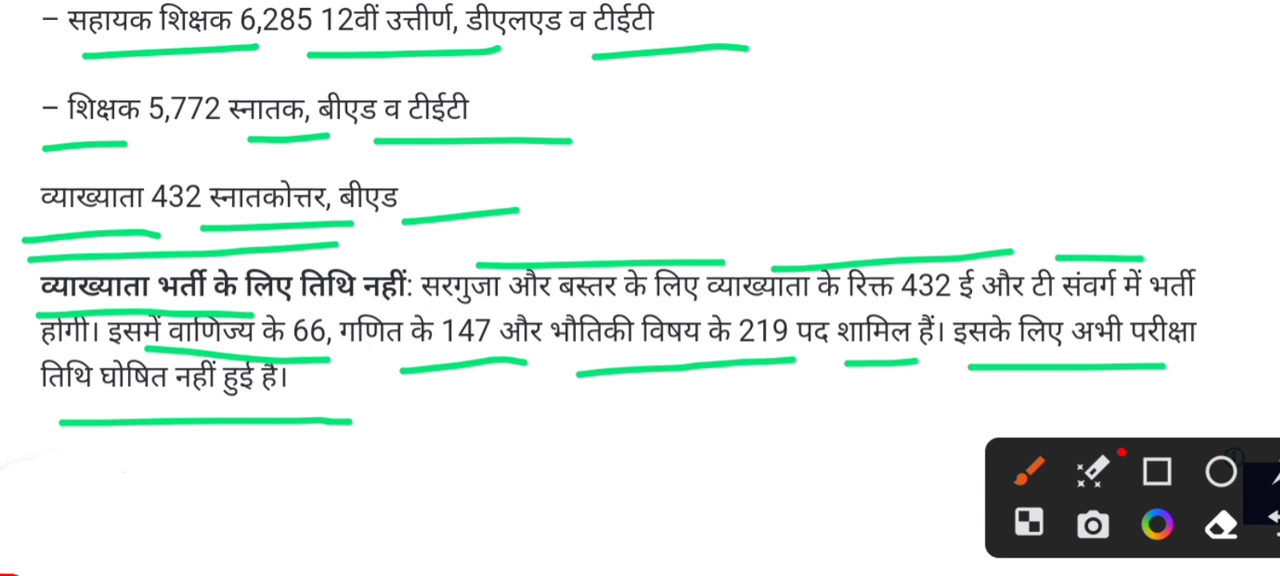 – सहायक शिक्षक 6,285 12वीं उत्तीर्ण, डीएलएड व टीईटी
– शिक्षक 5,772 स्नातक, बीएड व टीईटी
व्याख्याता 432 स्नातकोत्तर, बीएड
व्याख्याता भर्ती के लिए तिथि नहीं: सरगुजा और बस्तर के लिए व्याख्याता के रिक्त 432 ई और टी संवर्ग में भर्ती
होगी। इसमें वाणिज्य के 66, गणित के 147 और भौतिकी विषय के 219 पद शामिल हैं। इसके लिए अभी परीक्षा
तिथि घोषित नहीं हुई है।